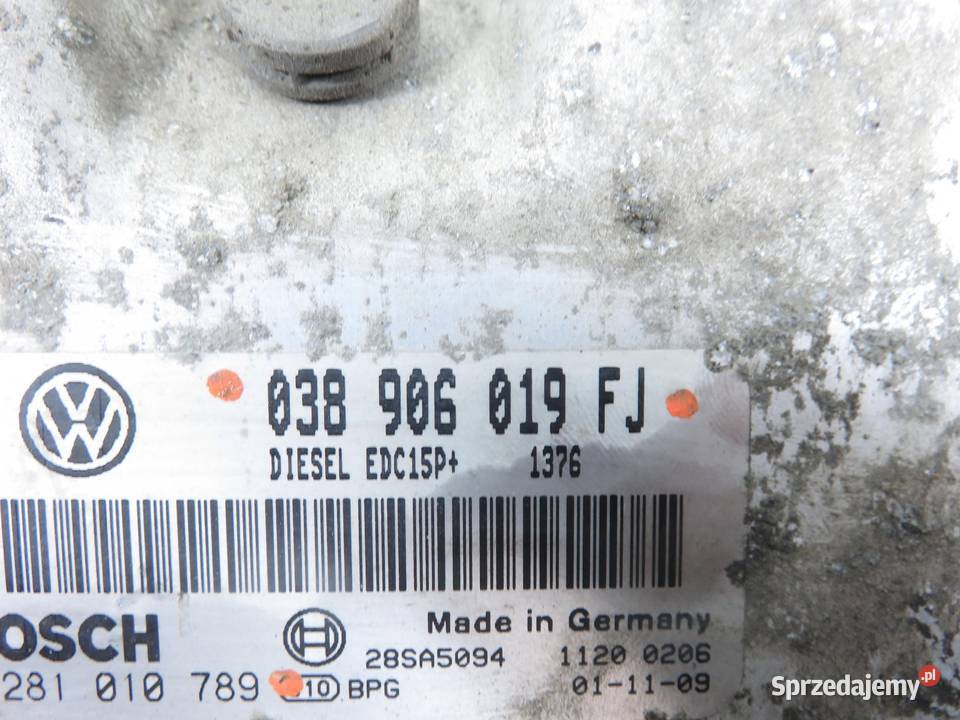 038 906 019 FJ
DIESEL EDC15P+ 1376
OSCH
Made in Germany
28SA5094 1120 0206
281 010 789 10 BPG 01-11-09
Sprzedajemy.pl